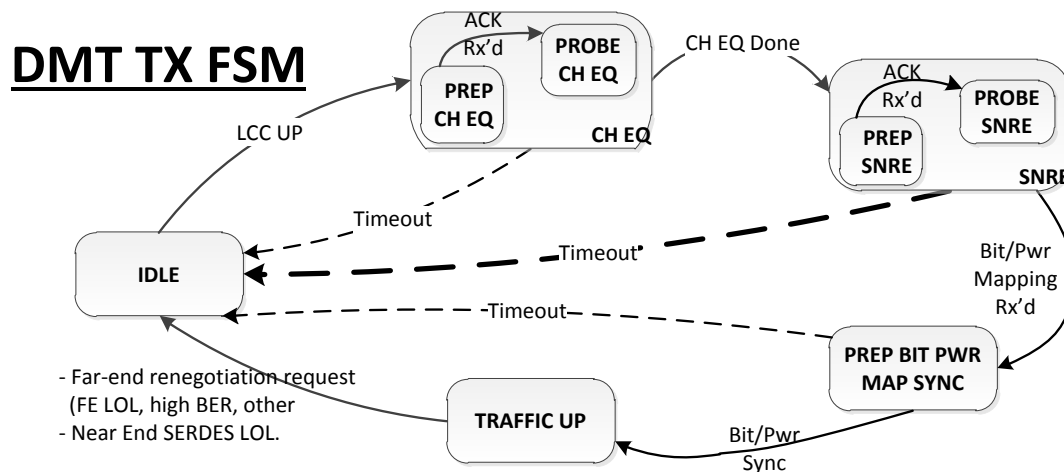 DMT TX FSM
ACK
Rx'd
PROBE
CH EQ
PREP
CH EQ
CH EQ
CH EQ Done
ACK
Rx'd
PROBE
SNRE
PREP
SNRE
SNRE
LCC UP
Timeout
Timeout
IDLE
Timeout
Bit/Pwr
Mapping
Rx'd
PREP BIT PWR
MAP SYNC
- Far-end renegotiation request
(FE LOL, high BER, other
- Near End SERDES LOL.
TRAFFIC UP
Bit/Pwr
Sync